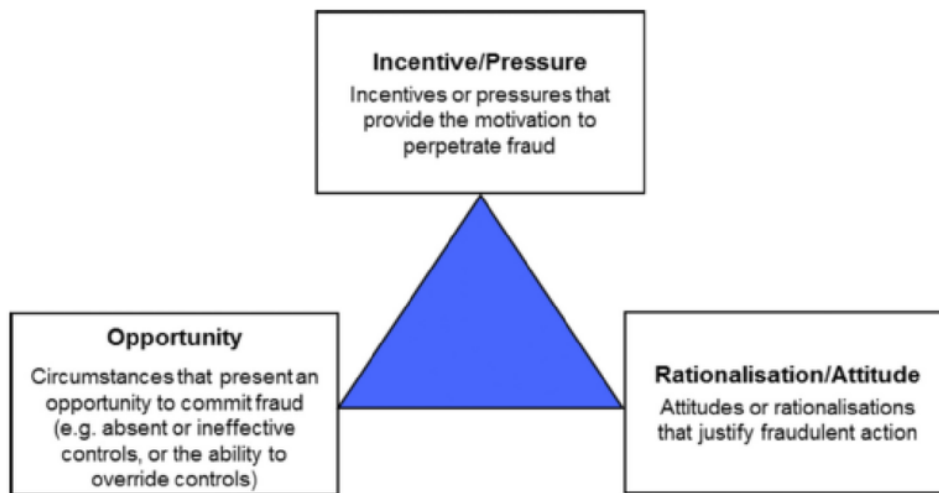 Incentive/Pressure
Incentives or pressures that
provide the motivation to
perpetrate fraud
Opportunity
Circumstances that present an
opportunity to commit fraud
(e.g. absent or ineffective
controls, or the ability to
override controls)
Rationalisation/Attitude
Attitudes or rationalisations
that justify fraudulent action